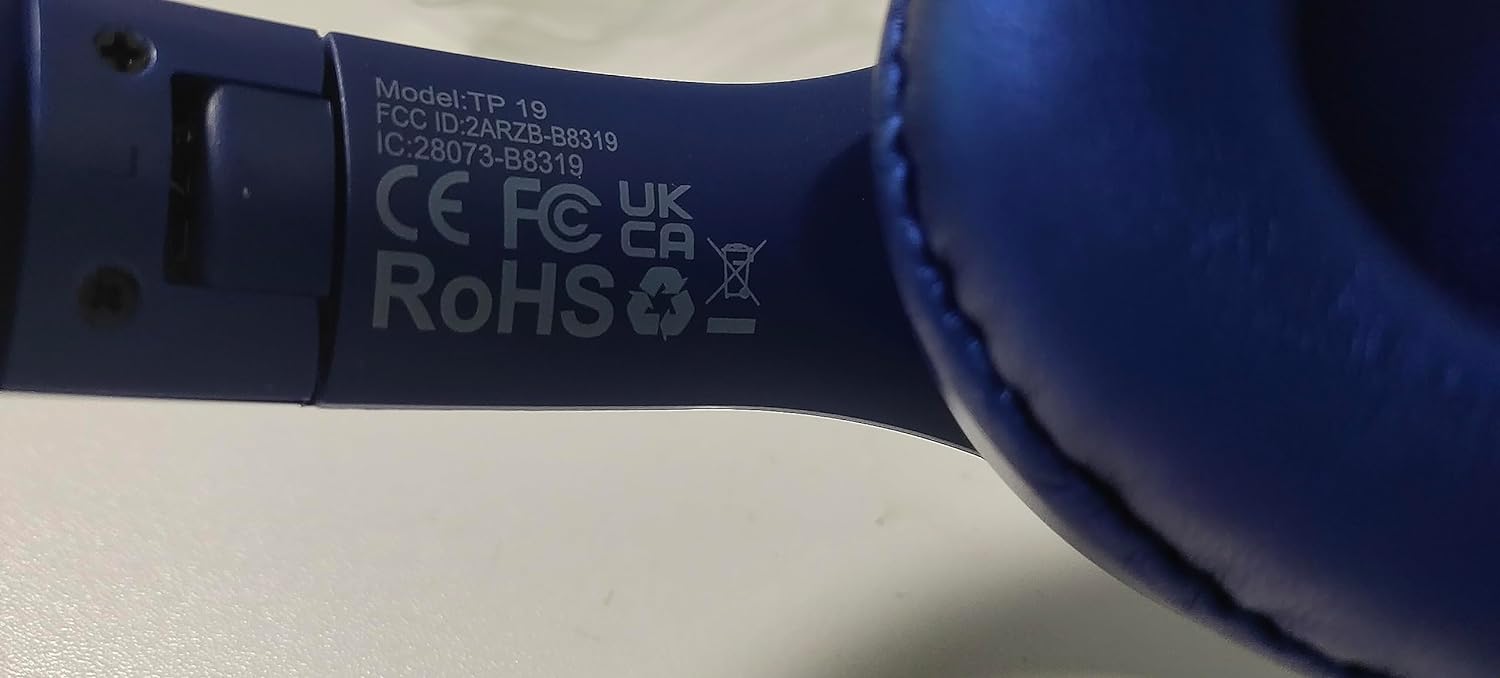 Model:TP 19
FCC ID:2ARZB-B8319
IC:28073-B8319
CE FC UK
CA
RoHS